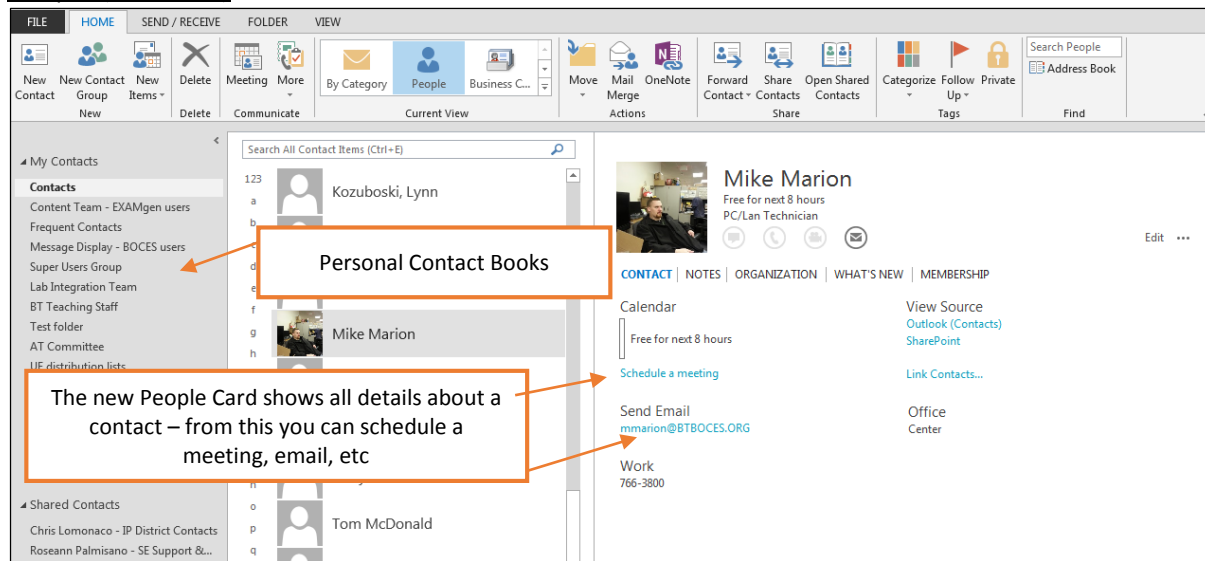 FILE HOME SEND / RECEIVE FOLDER VIEW
New Contact
New Contact Group
New Items
Delete
Meeting
More
By Category
People
Business C...
Move
Mail Merge
OneNote
Forward Contact
Share Contacts
Open Shared Contacts
Categorize
Follow Up
Private
Search People
Address Book
New Delete Communicate Current View Actions Share Tags Find
My Contacts
Contacts
Content Team - EXAMgen users
Frequent Contacts
Message Display - BOCES users
Super Users Group
Lab Integration Team
BT Teaching Staff
Test folder
AT Committee
Shared Contacts
Chris Lomonaco - IP District Contacts
Roseann Palmisano - SE Support &...
Search All Contact Items (Ctrl+E)
123
a
b
d
e
f
g
h
o
p
q
Kozuboski, Lynn
Mike Marion
Tom McDonald
Personal Contact Books
The new People Card shows all details about a
contact – from this you can schedule a
meeting, email, etc
Mike Marion
Free for next 8 hours
PC/Lan Technician
Edit ...
CONTACT | NOTES | ORGANIZATION | WHAT'S NEW | MEMBERSHIP
Calendar
Free for next 8 hours
Schedule a meeting
View Source
Outlook (Contacts)
SharePoint
Link Contacts...
Send Email
mmarion@BTBOCES.ORG
Office
Center
Work
766-3800